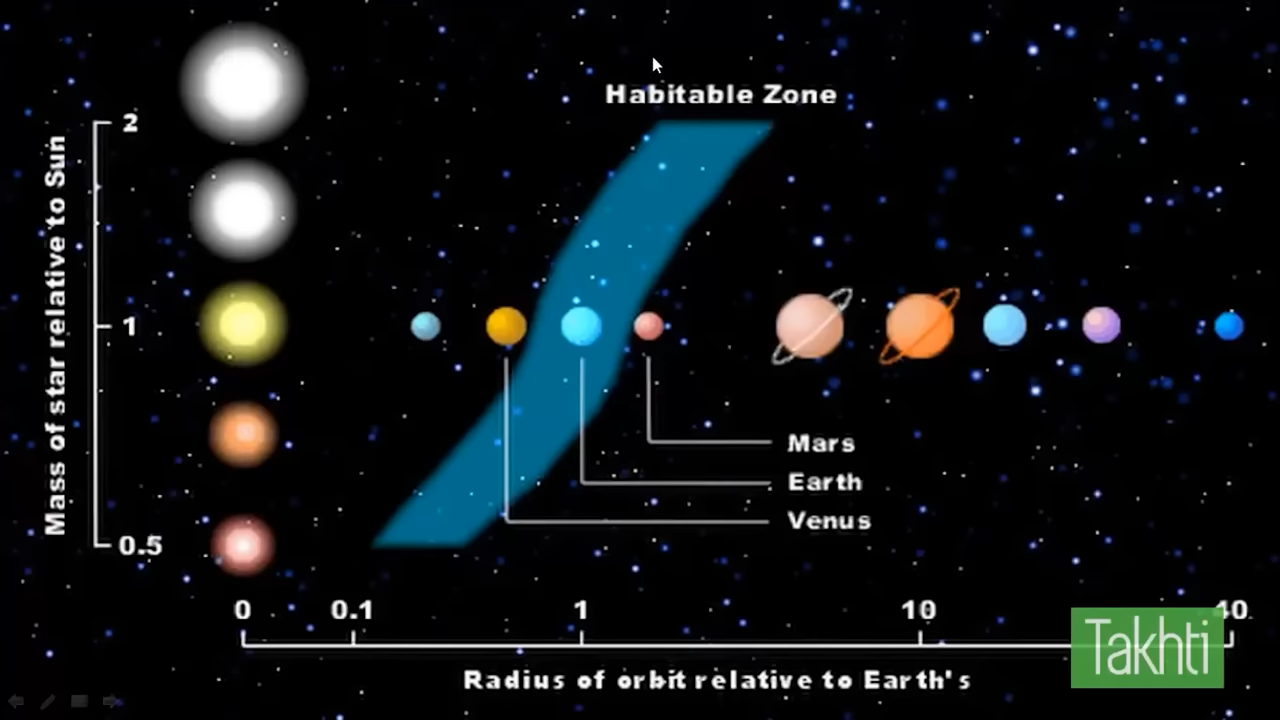 Habitable Zone
2
Mass of star relative to Sun
1
Mars
Earth
Venus
0.5
0 0.1 1 10 40
Takhti
Radius of orbit relative to Earth's